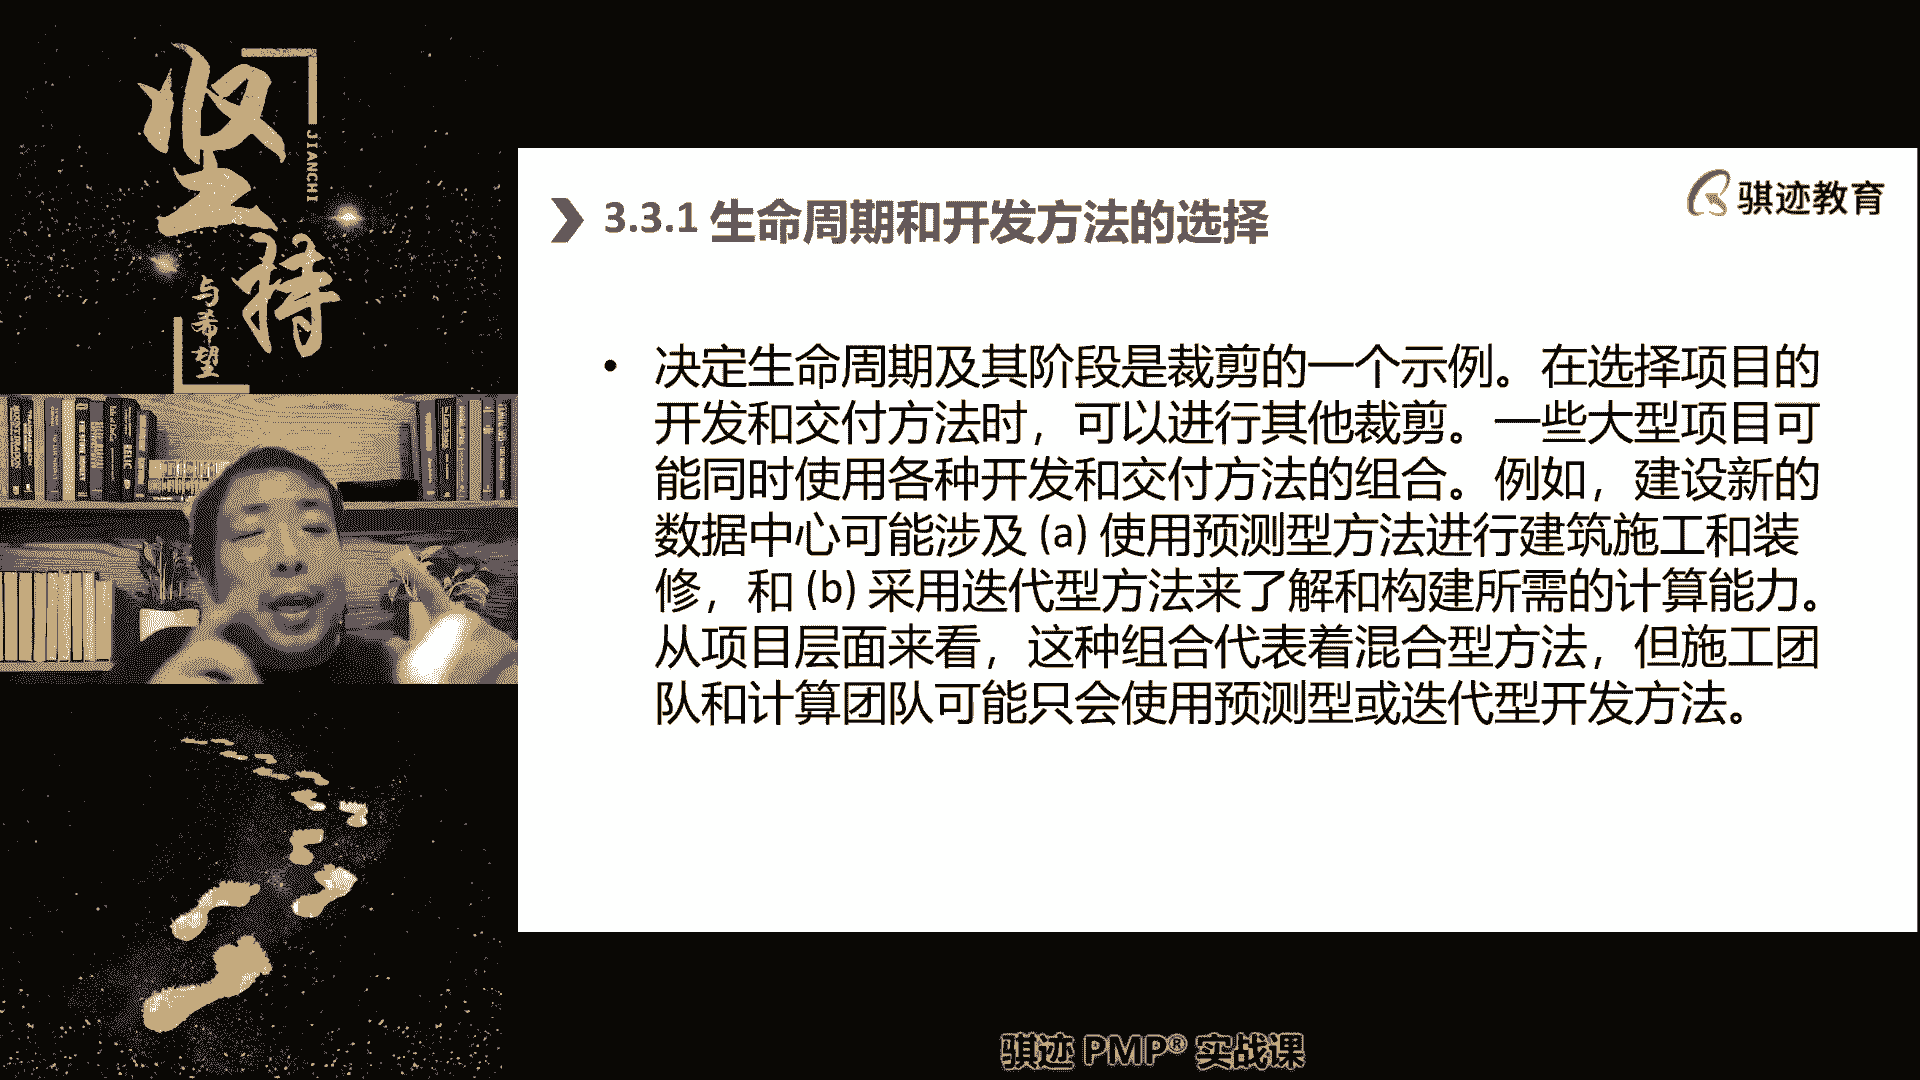 坚持
JIANCHI
与希望
骐迹教育
3.3.1 生命周期和开发方法的选择
• 决定生命周期及其阶段是裁剪的一个示例。在选择项目的
开发和交付方法时，可以进行其他裁剪。一些大型项目可
能同时使用各种开发和交付方法的组合。例如，建设新的
数据中心可能涉及 (a) 使用预测型方法进行建筑施工和装
修，和 (b) 采用迭代型方法来了解和构建所需的计算能力。
从项目层面来看，这种组合代表着混合型方法，但施工团
队和计算团队可能只会使用预测型或迭代型开发方法。
骐迹 PMP® 实战课